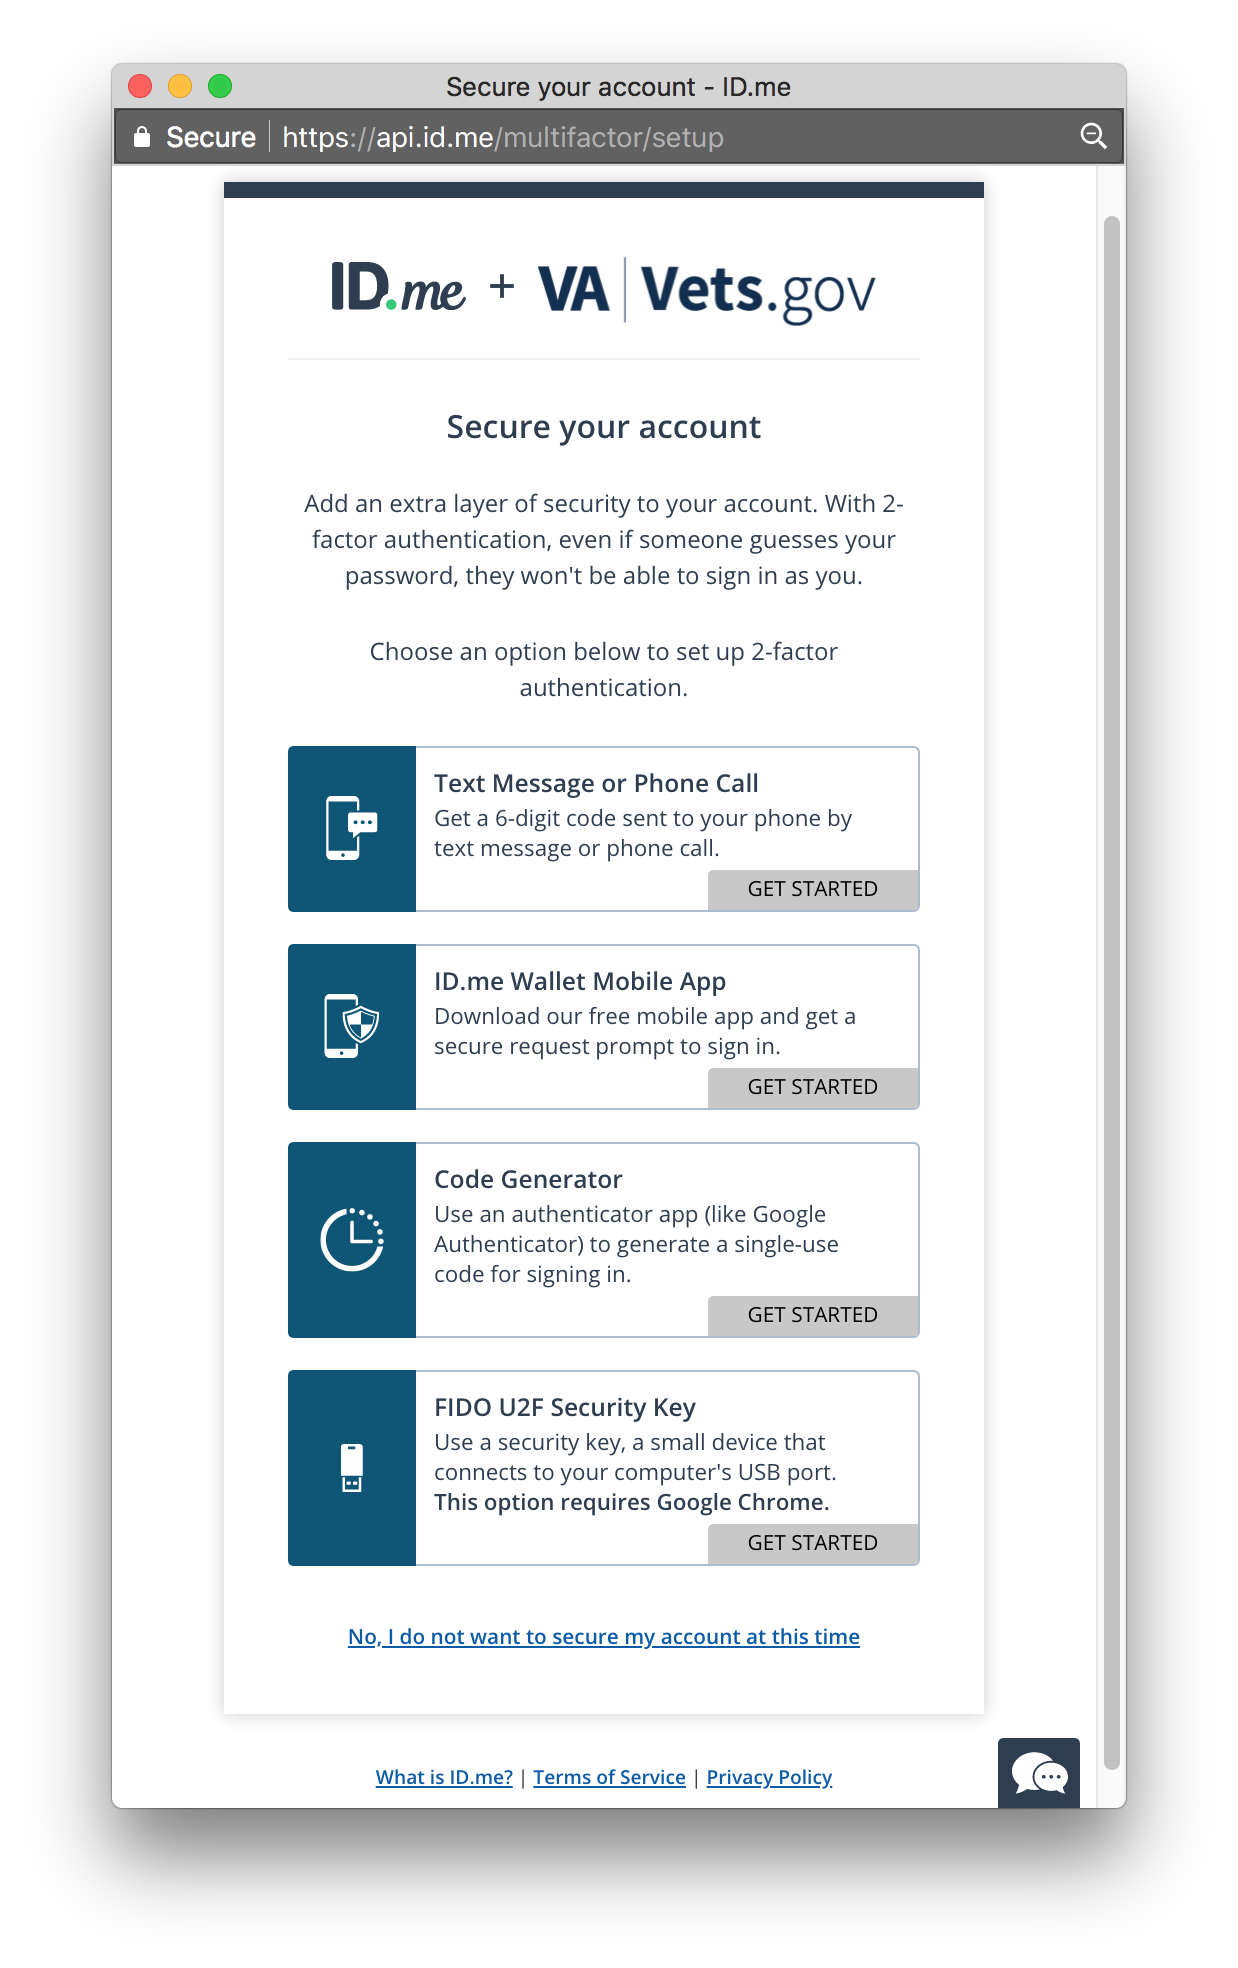 Secure your account - ID.me
Secure https://api.id.me/multifactor/setup
ID.me + VA Vets.gov
Secure your account
Add an extra layer of security to your account. With 2-
factor authentication, even if someone guesses your
password, they won't be able to sign in as you.
Choose an option below to set up 2-factor
authentication.
Text Message or Phone Call
Get a 6-digit code sent to your phone by
text message or phone call.
GET STARTED
ID.me Wallet Mobile App
Download our free mobile app and get a
secure request prompt to sign in.
GET STARTED
Code Generator
Use an authenticator app (like Google
Authenticator) to generate a single-use
code for signing in.
GET STARTED
FIDO U2F Security Key
Use a security key, a small device that
connects to your computer's USB port.
This option requires Google Chrome.
GET STARTED
No, I do not want to secure my account at this time
What is ID.me? | Terms of Service | Privacy Policy